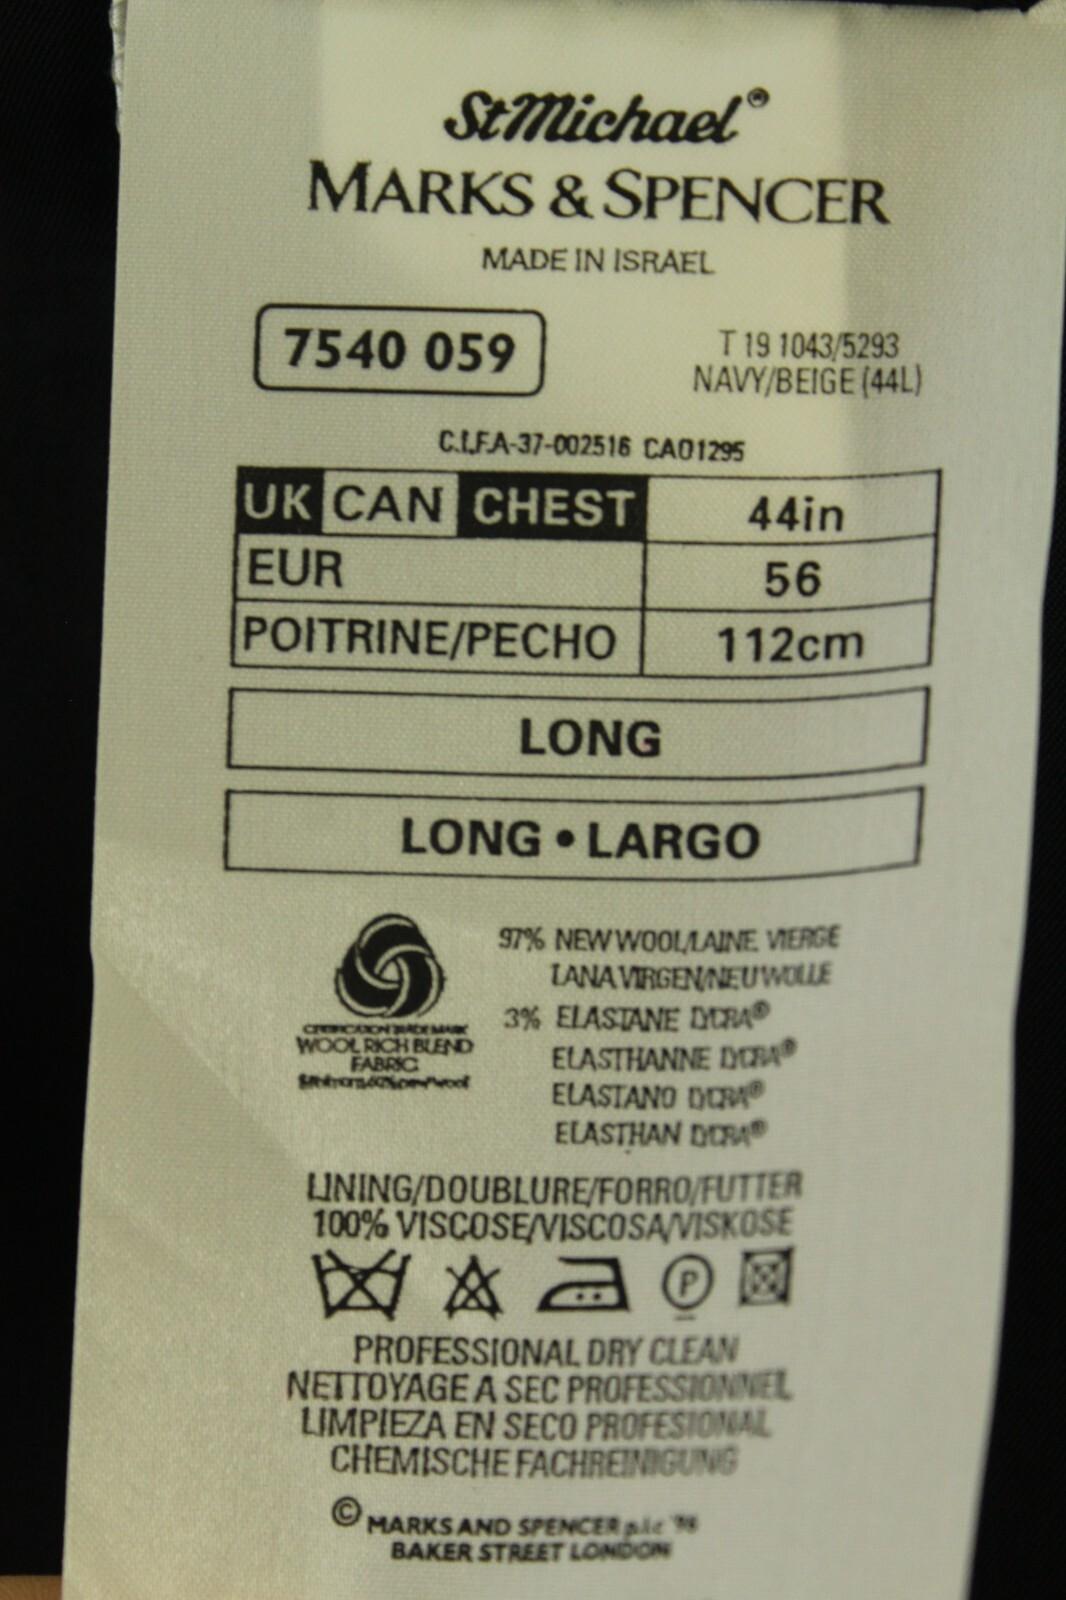 StMichael®
MARKS & SPENCER
MADE IN ISRAEL
7540 059
T 19 1043/5293
NAVY/BEIGE (44L)
C.I.F.A-37-002516 CA01295
UK CAN CHEST 44in
EUR 56
POITRINE/PECHO 112cm
LONG
LONG • LARGO
97% NEW WOOL/LAINE VIERGE
LANA VIRGEN/NEU WOLLE
3% ELASTANE LYCRA®
ELASTHANNE LYCRA®
ELASTANO LYCRA®
ELASTHAN LYCRA®
CERTIFICATION TRADE MARK
WOOL RICH BLEND
FABRIC
LINING/DOUBLURE/FORRO/FUTTER
100% VISCOSE/VISCOSA/VISKOSE
P
PROFESSIONAL DRY CLEAN
NETTOYAGE A SEC PROFESSIONNEL
LIMPIEZA EN SECO PROFESIONAL
CHEMISCHE FACHREINIGUNG
© MARKS AND SPENCER p.l.c
BAKER STREET LONDON